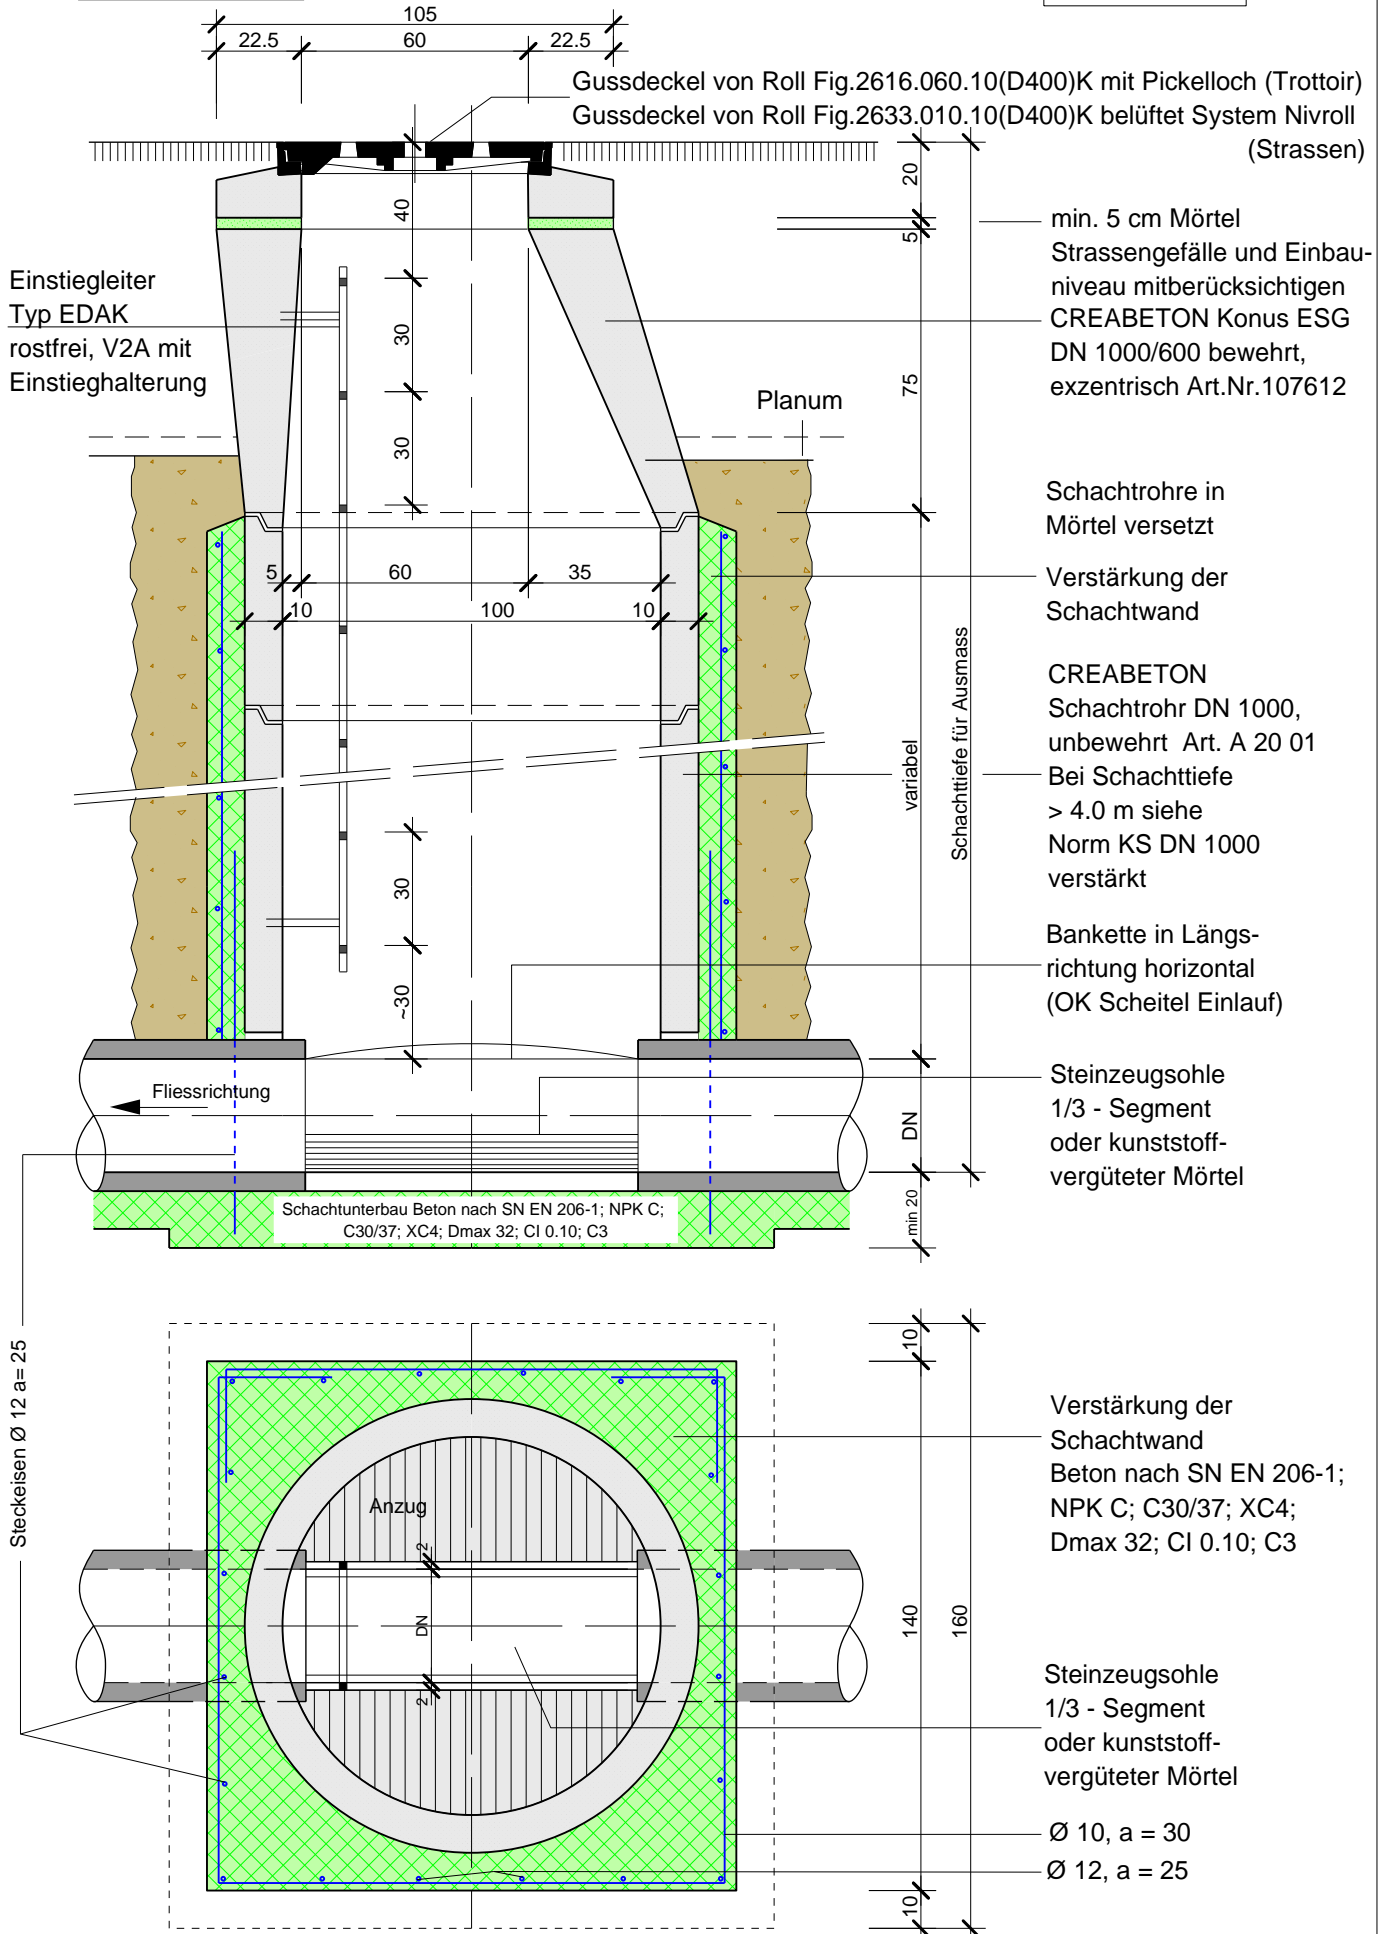 105
22.5
60
22.5
Gussdeckel von Roll Fig.2616.060.10(D400)K mit Pickelloch (Trottoir)
Gussdeckel von Roll Fig.2633.010.10(D400)K belüftet System Nivroll
(Strassen)
20
40
5
min. 5 cm Mörtel
Strassengefälle und Einbau-
niveau mitberücksichtigen
CREABETON Konus ESG
DN 1000/600 bewehrt,
exzentrisch Art.Nr.107612
Einstiegleiter
Typ EDAK
rostfrei, V2A mit
Einstieghalterung
30
75
Planum
30
Schachtrohre in
Mörtel versetzt
5
60
35
Verstärkung der
Schachtwand
10
100
10
Schachttiefe für Ausmass
variabel
CREABETON
Schachtrohr DN 1000,
unbewehrt Art. A 20 01
Bei Schachttiefe
> 4.0 m siehe
Norm KS DN 1000
verstärkt
30
Bankette in Längs-
richtung horizontal
(OK Scheitel Einlauf)
~30
Fliessrichtung
DN
Steinzeugsohle
1/3 - Segment
oder kunststoff-
vergüteter Mörtel
Schachtunterbau Beton nach SN EN 206-1; NPK C;
C30/37; XC4; Dmax 32; CI 0.10; C3
min 20
Steckeisen Ø 12 a= 25
10
Verstärkung der
Schachtwand
Beton nach SN EN 206-1;
NPK C; C30/37; XC4;
Dmax 32; CI 0.10; C3
Anzug
2
DN
2
140
160
Steinzeugsohle
1/3 - Segment
oder kunststoff-
vergüteter Mörtel
Ø 10, a = 30
Ø 12, a = 25
10